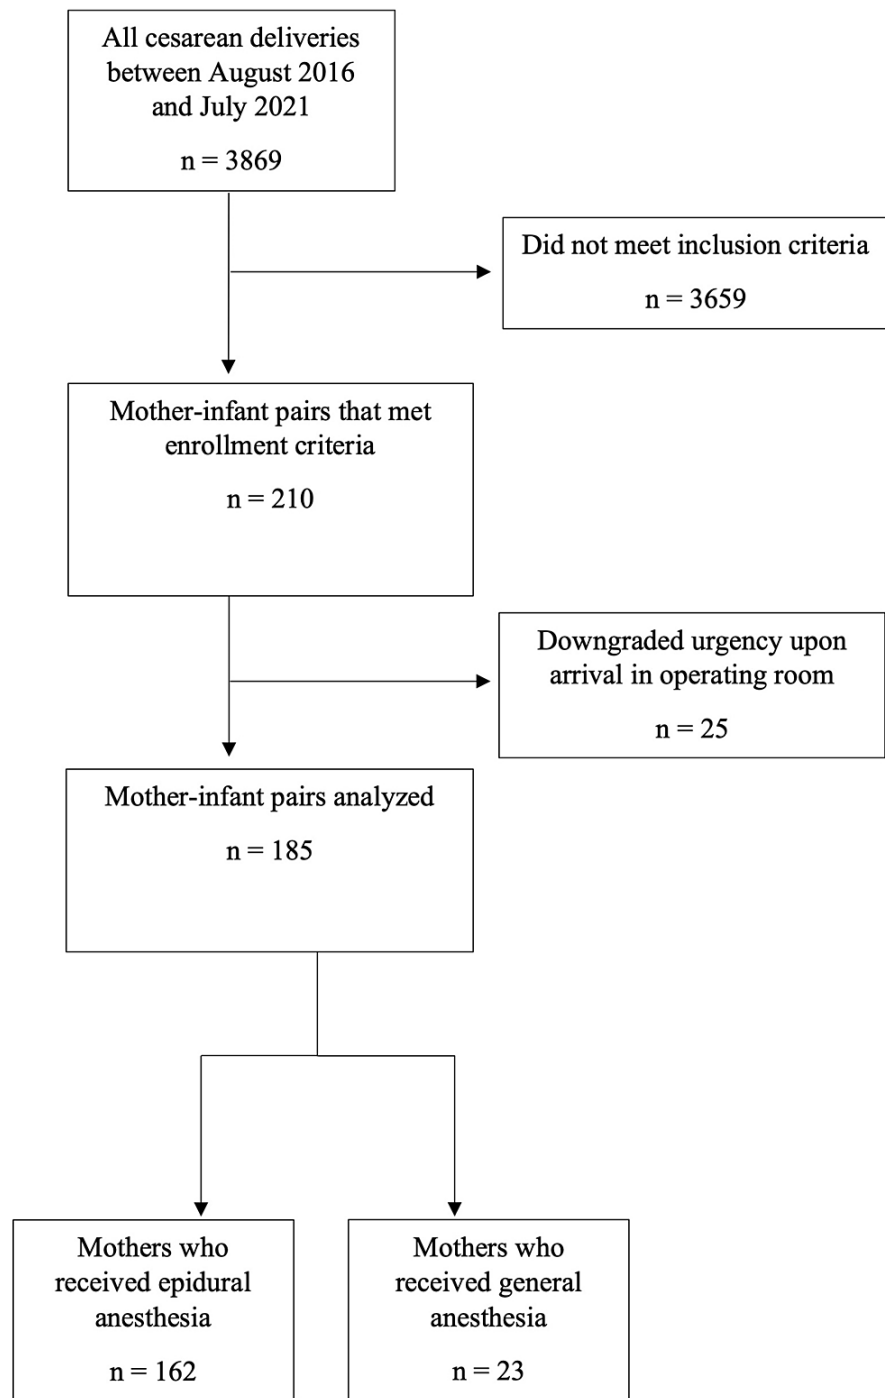 All cesarean deliveries
between August 2016
and July 2021
n = 3869
Did not meet inclusion criteria
n = 3659
Mother-infant pairs that met
enrollment criteria
n = 210
Downgraded urgency upon
arrival in operating room
n = 25
Mother-infant pairs analyzed
n = 185
Mothers who
received epidural
anesthesia
n = 162
Mothers who
received general
anesthesia
n = 23